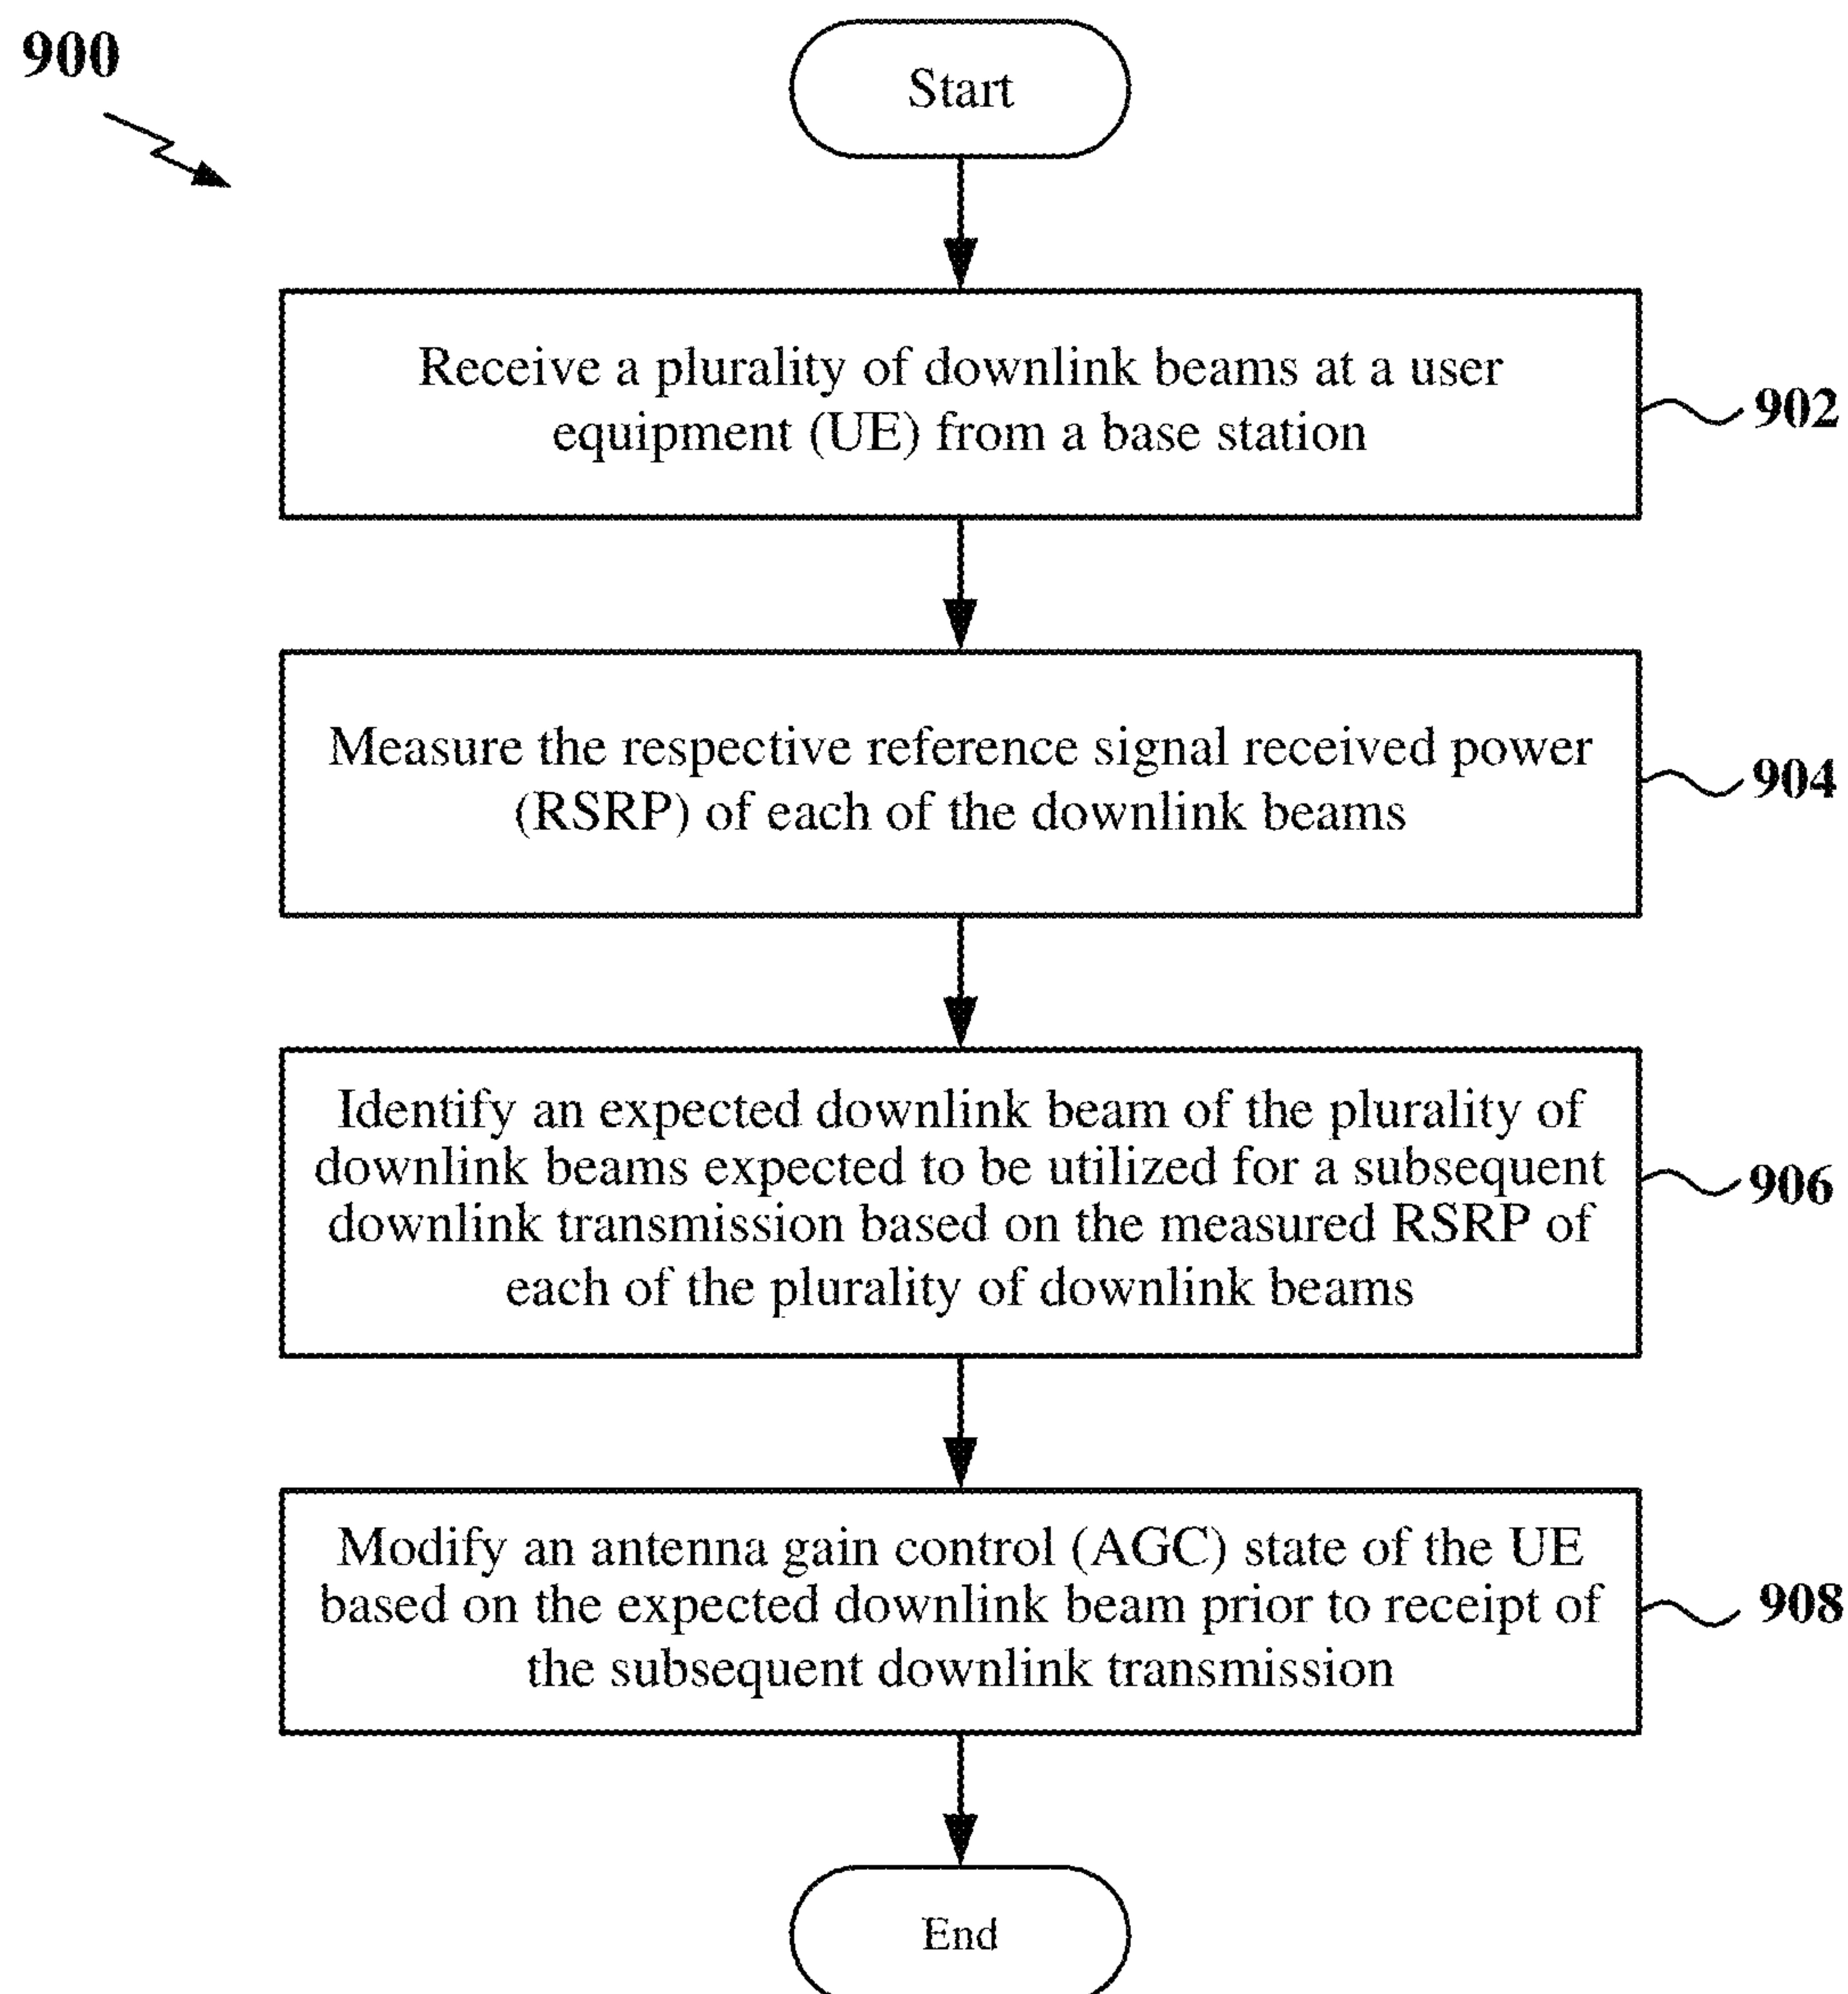 900
Start
Receive a plurality of downlink beams at a user
equipment (UE) from a base station
902
Measure the respective reference signal received power
(RSRP) of each of the downlink beams
904
Identify an expected downlink beam of the plurality of
downlink beams expected to be utilized for a subsequent
downlink transmission based on the measured RSRP of
each of the plurality of downlink beams
906
Modify an antenna gain control (AGC) state of the UE
based on the expected downlink beam prior to receipt of
the subsequent downlink transmission
908
End